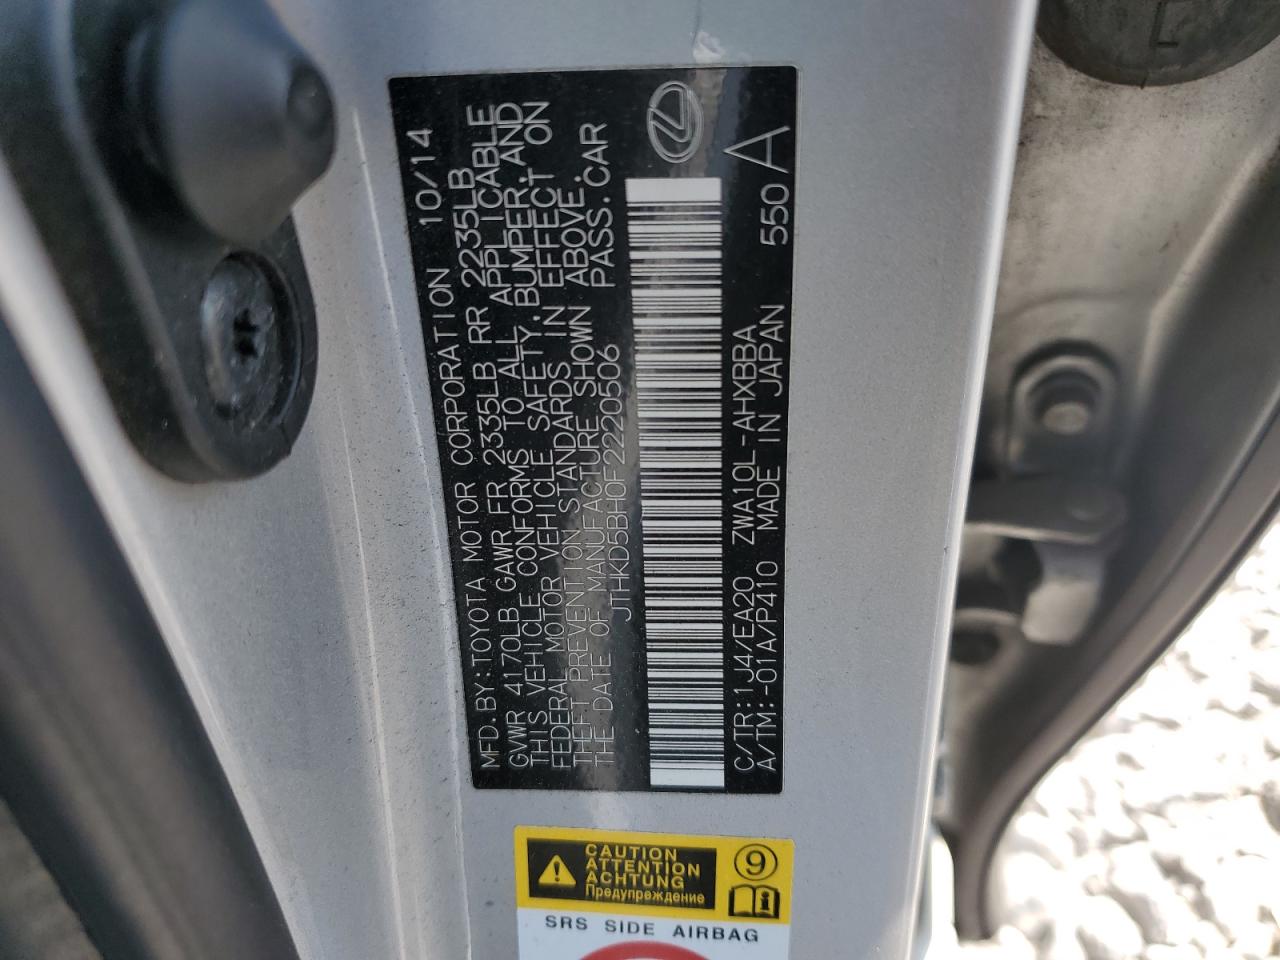 MFD. BY: TOYOTA MOTOR CORPORATION 10/14
GVWR 4170LB GAWR FR 2335LB RR 2235LB
THIS VEHICLE CONFORMS TO ALL APPLICABLE
FEDERAL MOTOR VEHICLE SAFETY, BUMPER, AND
THEFT PREVENTION STANDARDS IN EFFECT ON
THE DATE OF MANUFACTURE SHOWN ABOVE.
JTHKD5BH0F2220506 PASS. CAR
C/TR: 1J4/EA20 ZWA10L-AHXBBA
A/TM: -01A/P410 MADE IN JAPAN 550 A
CAUTION
ATTENTION
ACHTUNG
Предупреждение
9
SRS SIDE AIRBAG